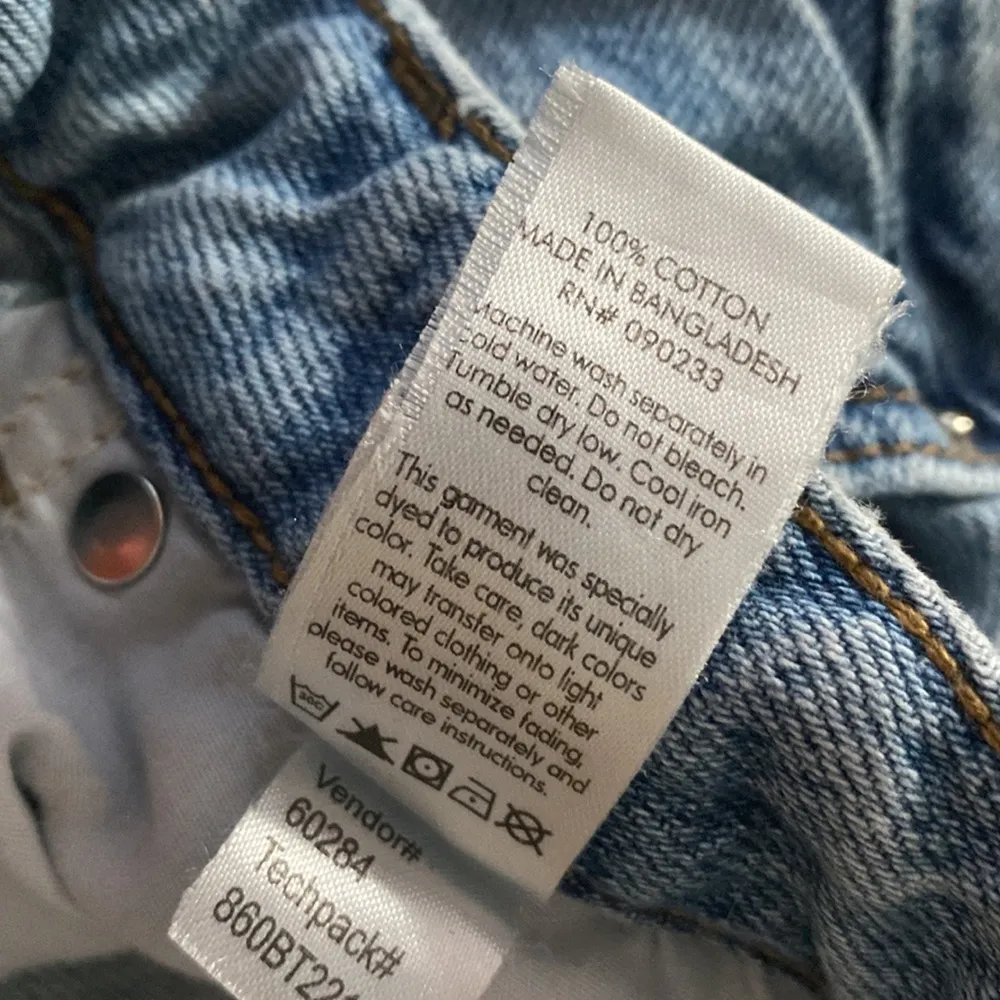 100% COTTON
MADE IN BANGLADESH
RN# 090233
Machine wash separately in
cold water. Do not bleach.
Tumble dry low. Cool iron
as needed. Do not dry
clean.
This garment was specially
dyed to produce its unique
color. Take care, dark colors
may transfer onto light
colored clothing or other
items. To minimize fading,
please wash separately and
follow care instructions.
Vendor#
60284
Techpack#